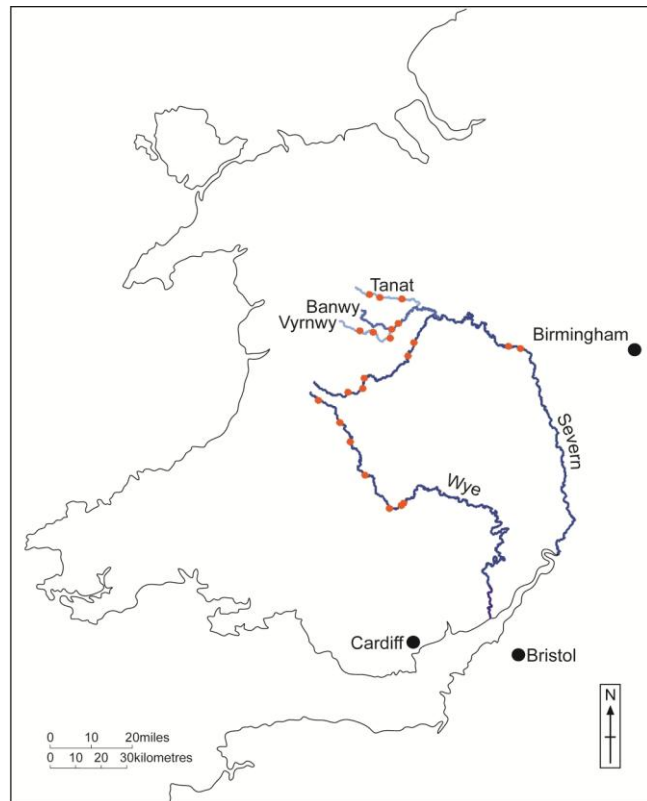 Tanat
Banwy
Vyrnwy
Birmingham
Severn
Wye
Cardiff
Bristol
N
0 10 20miles
0 10 20 30kilometres